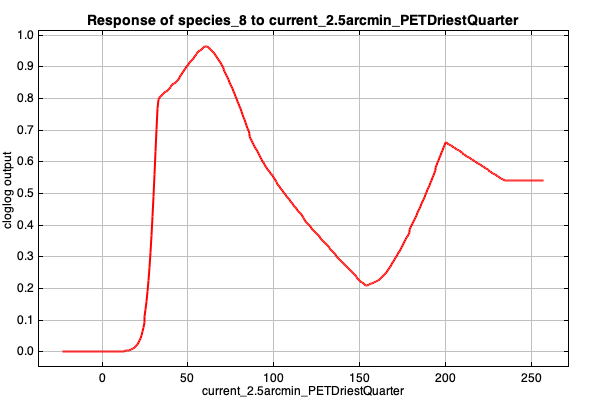 Response of species_8 to current_2.5arcmin_PETDriestQuarter
1.0
0.9
0.8
0.7
0.6
0.5
0.4
0.3
0.2
0.1
0.0
cloglog output
0 50 100 150 200 250
current_2.5arcmin_PETDriestQuarter